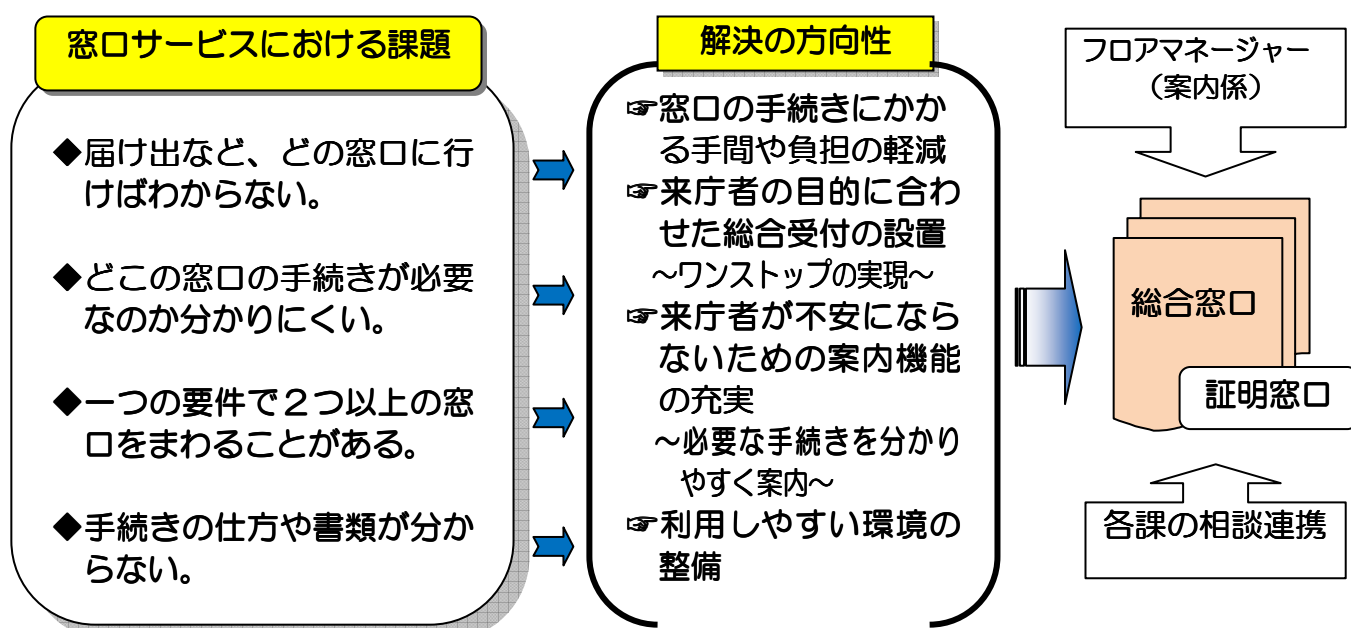 窓口サービスにおける課題
◆届け出など、どの窓口に行
けばわからない。
◆どこの窓口の手続きが必要
なのか分かりにくい。
◆一つの要件で２つ以上の窓
口をまわることがある。
◆手続きの仕方や書類が分か
らない。
解決の方向性
☞窓口の手続きにかか
る手間や負担の軽減
☞来庁者の目的に合わ
せた総合受付の設置
～ワンストップの実現～
☞来庁者が不安になら
ないための案内機能
の充実
～必要な手続きを分かり
やすく案内～
☞利用しやすい環境の
整備
フロアマネージャー
（案内係）
総合窓口
証明窓口
各課の相談連携